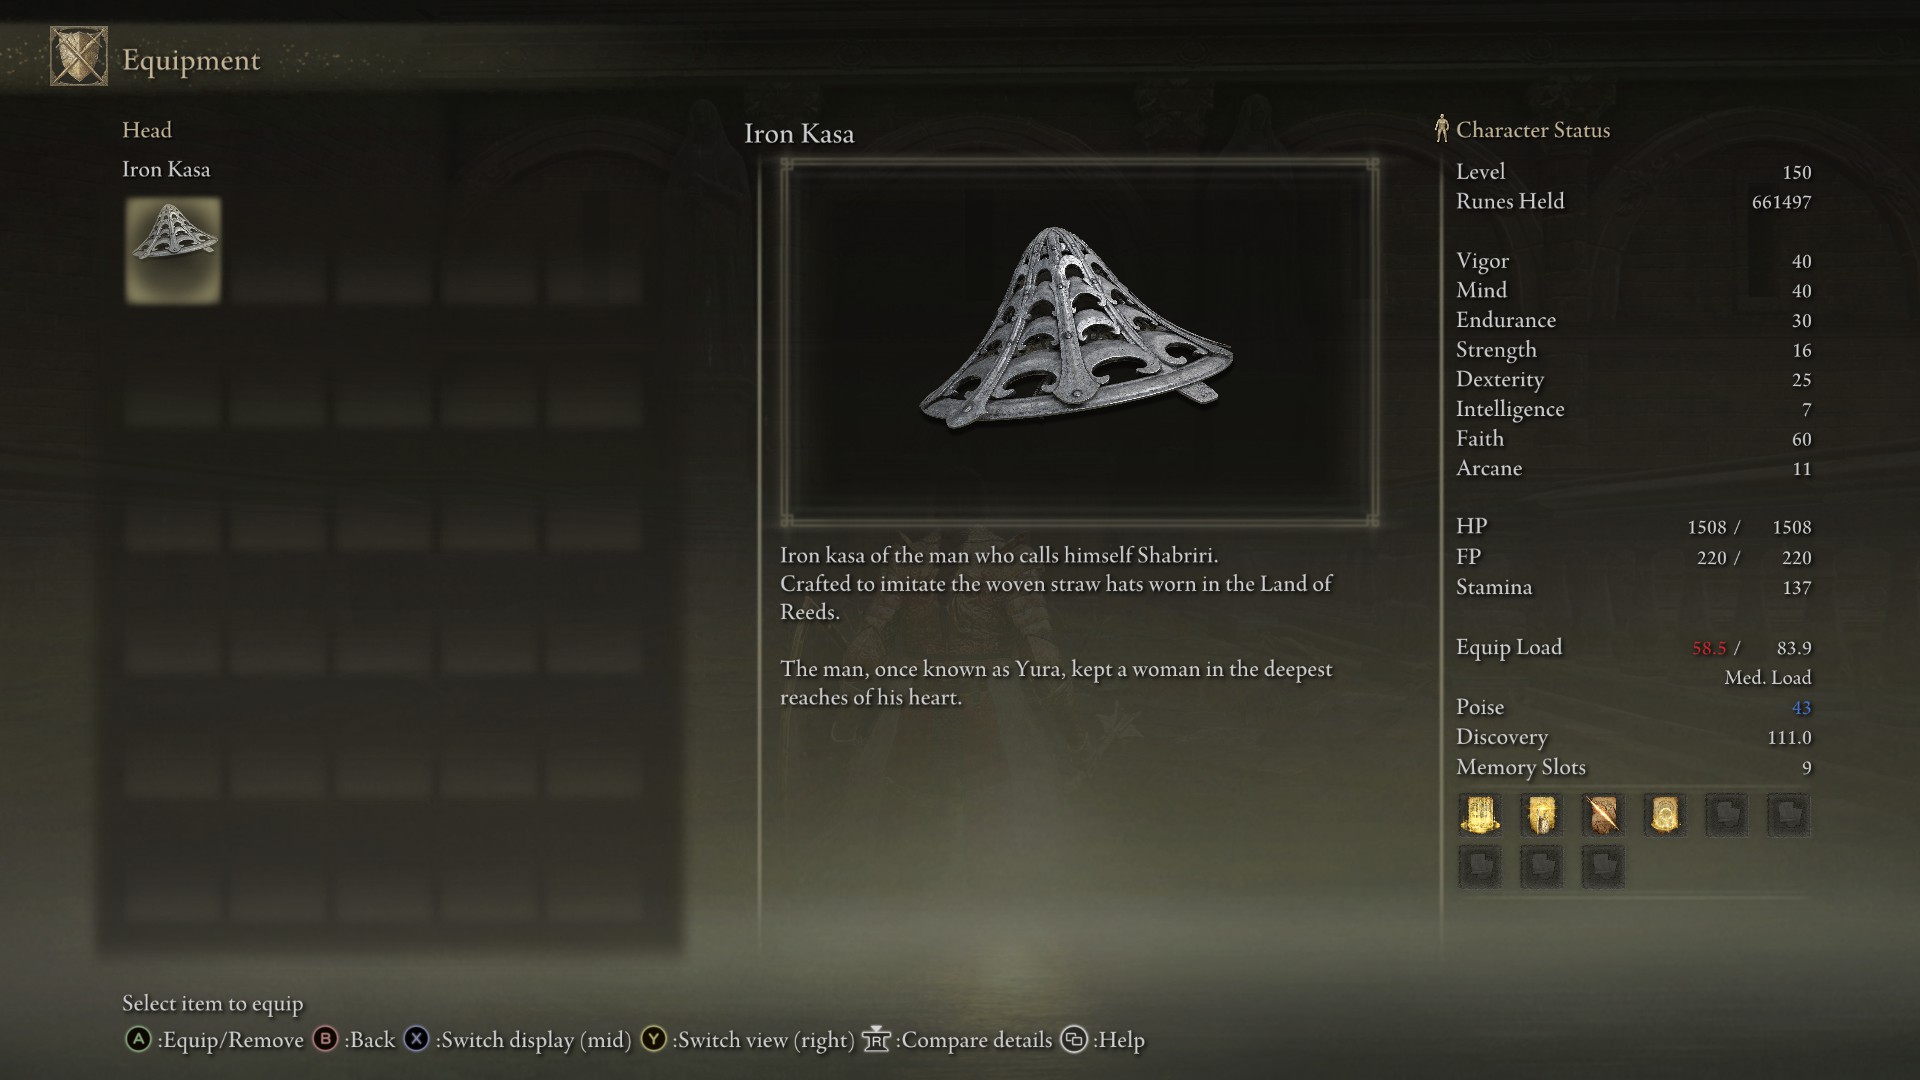 Equipment
Head
Iron Kasa
Iron Kasa
Iron kasa of the man who calls himself Shabriri.
Crafted to imitate the woven straw hats worn in the Land of
Reeds.
The man, once known as Yura, kept a woman in the deepest
reaches of his heart.
Character Status
Level 150
Runes Held 661497
Vigor 40
Mind 40
Endurance 30
Strength 16
Dexterity 25
Intelligence 7
Faith 60
Arcane 11
HP 1508 / 1508
FP 220 / 220
Stamina 137
Equip Load 58.5 / 83.9
Med. Load
Poise 43
Discovery 111.0
Memory Slots 9
Select item to equip
A :Equip/Remove B :Back X :Switch display (mid) Y :Switch view (right) R :Compare details :Help